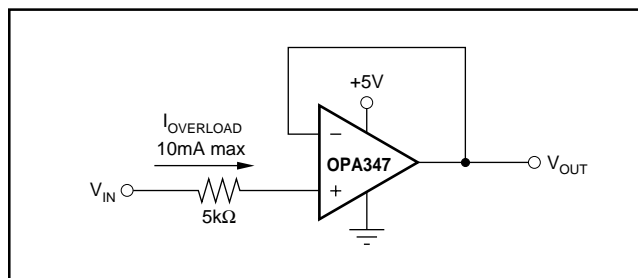 +5V
I_OVERLOAD
10mA max
−
OPA347
V_OUT
V_IN
+
5kΩ